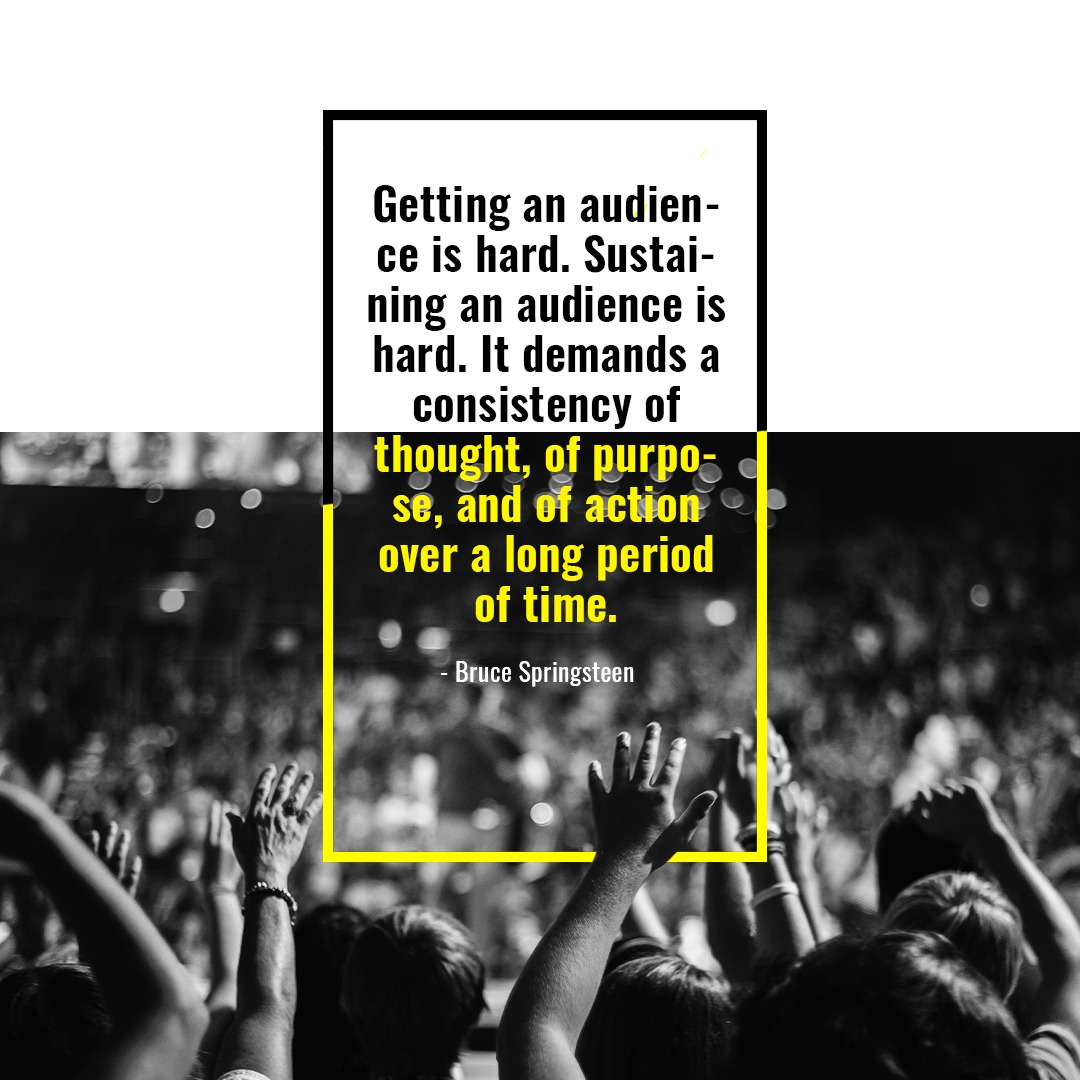 Getting an audien-
ce is hard. Sustai-
ning an audience is
hard. It demands a
consistency of
thought, of purpo-
se, and of action
over a long period
of time.
- Bruce Springsteen